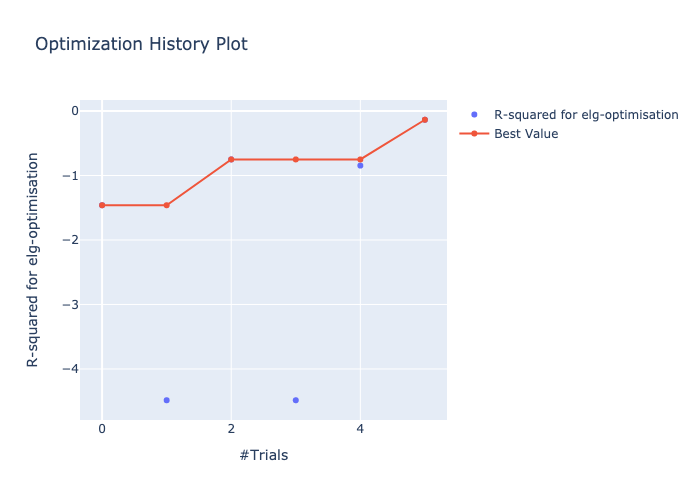 Optimization History Plot
R-squared for elg-optimisation
Best Value
0
−1
−2
−3
−4
R-squared for elg-optimisation
0
2
4
#Trials